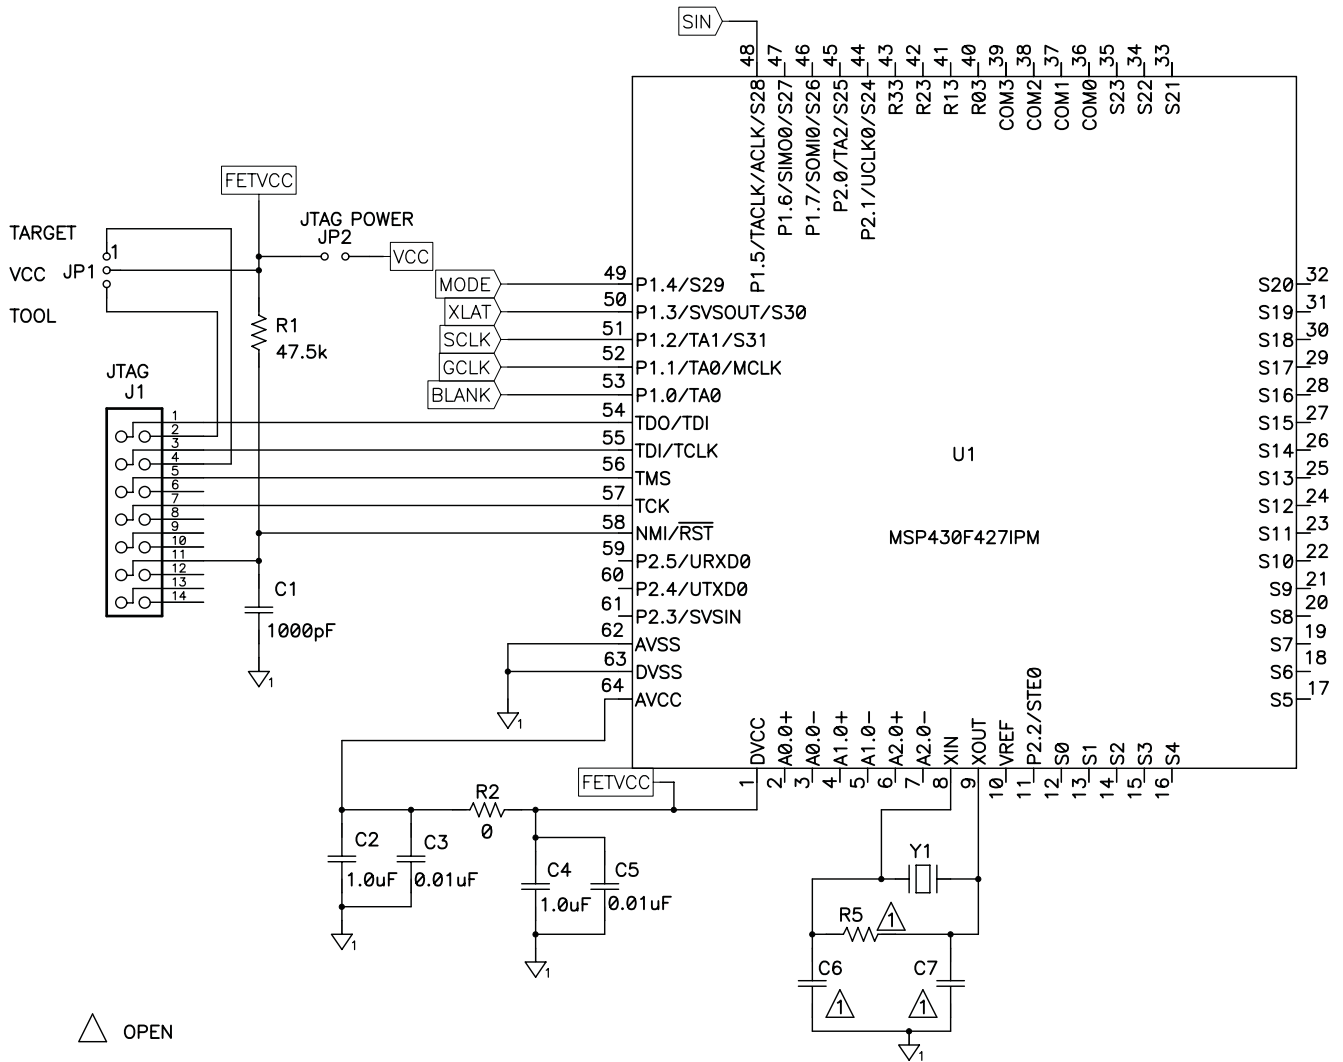 SIN
48
47
46
45
44
43
42
41
40
39
38
37
36
35
34
33
P1.5/TACLK/ACLK/S28
P1.6/SIMO0/S27
P1.7/SOMI0/S26
P2.0/TA2/S25
P2.1/UCLK0/S24
R33
R23
R13
R03
COM3
COM2
COM1
COM0
S23
S22
S21
FETVCC
JTAG POWER
JP2
VCC
TARGET
1
VCC JP1
TOOL
R1
47.5k
MODE 49 P1.4/S29
XLAT 50 P1.3/SVSOUT/S30
SCLK 51 P1.2/TA1/S31
GCLK 52 P1.1/TA0/MCLK
BLANK 53 P1.0/TA0
54 TDO/TDI
55 TDI/TCLK
56 TMS
57 TCK
58 NMI/RST
59 P2.5/URXD0
60 P2.4/UTXD0
61 P2.3/SVSIN
62 AVSS
63 DVSS
64 AVCC
JTAG
J1
1
2
3
4
5
6
7
8
9
10
11
12
13
14
C1
1000pF
1
1
U1
MSP430F427IPM
S20 32
S19 31
S18 30
S17 29
S16 28
S15 27
S14 26
S13 25
S12 24
S11 23
S10 22
S9 21
S8 20
S7 19
S6 18
S5 17
DVCC
A0.0+
A0.0-
A1.0+
A1.0-
A2.0+
A2.0-
XIN
XOUT
VREF
P2.2/STE0
S0
S1
S2
S3
S4
1
2
3
4
5
6
7
8
9
10
11
12
13
14
15
16
FETVCC
R2
0
C2
1.0uF
C3
0.01uF
C4
1.0uF
C5
0.01uF
1
1
Y1
R5
1
C6
1
C7
1
1
OPEN